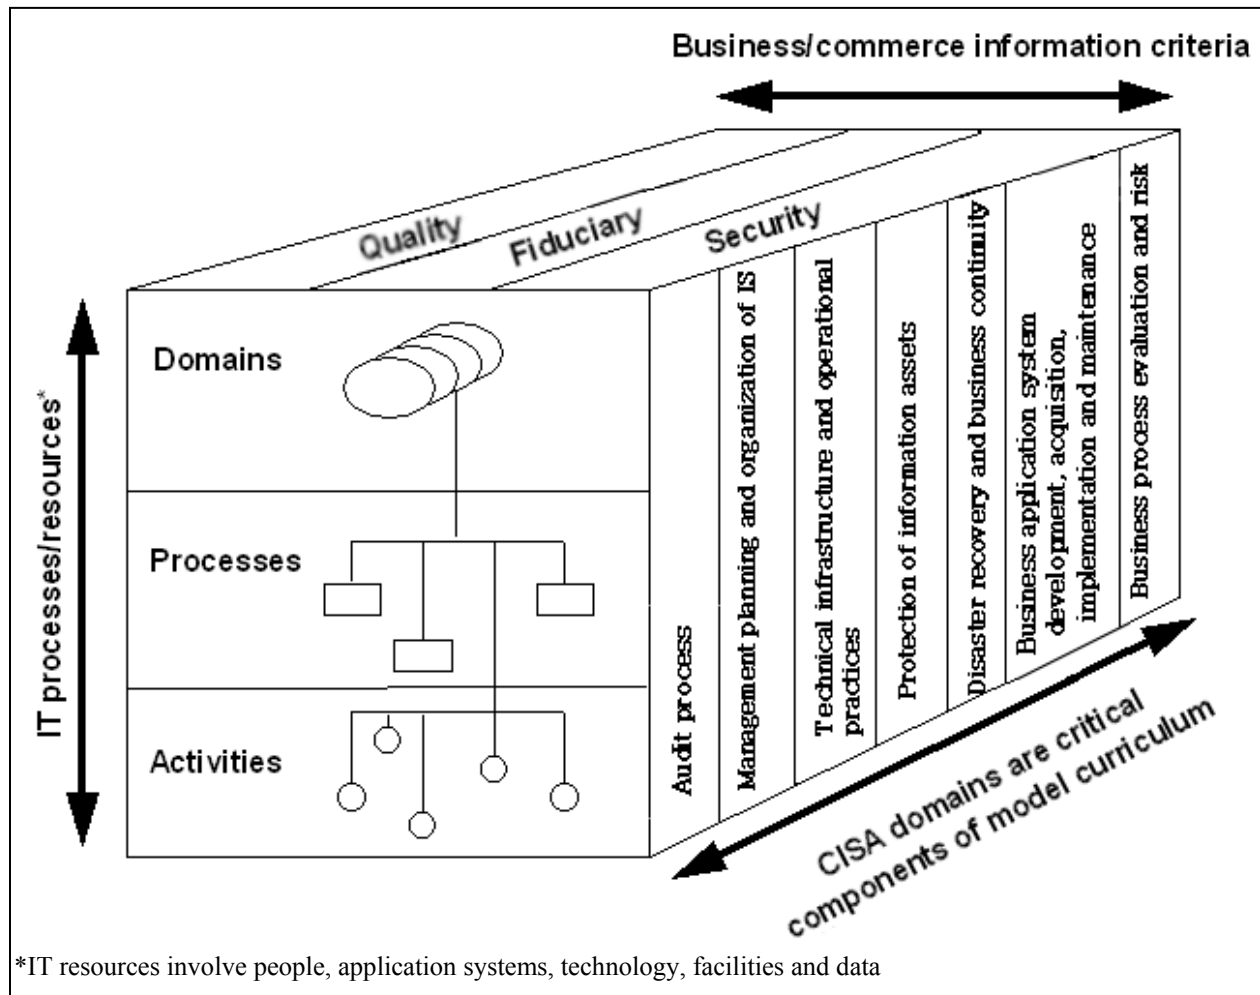 Business/commerce information criteria
Quality
Fiduciary
Security
IT processes/resources*
Domains
Processes
Activities
Audit process
Management planning and organization of IS
Technical infrastructure and operational
practices
Protection of information assets
Disaster recovery and business continuity
Business application system
development, acquisition,
implementation and maintenance
Business process evaluation and risk
CISA domains are critical
components of model curriculum
*IT resources involve people, application systems, technology, facilities and data